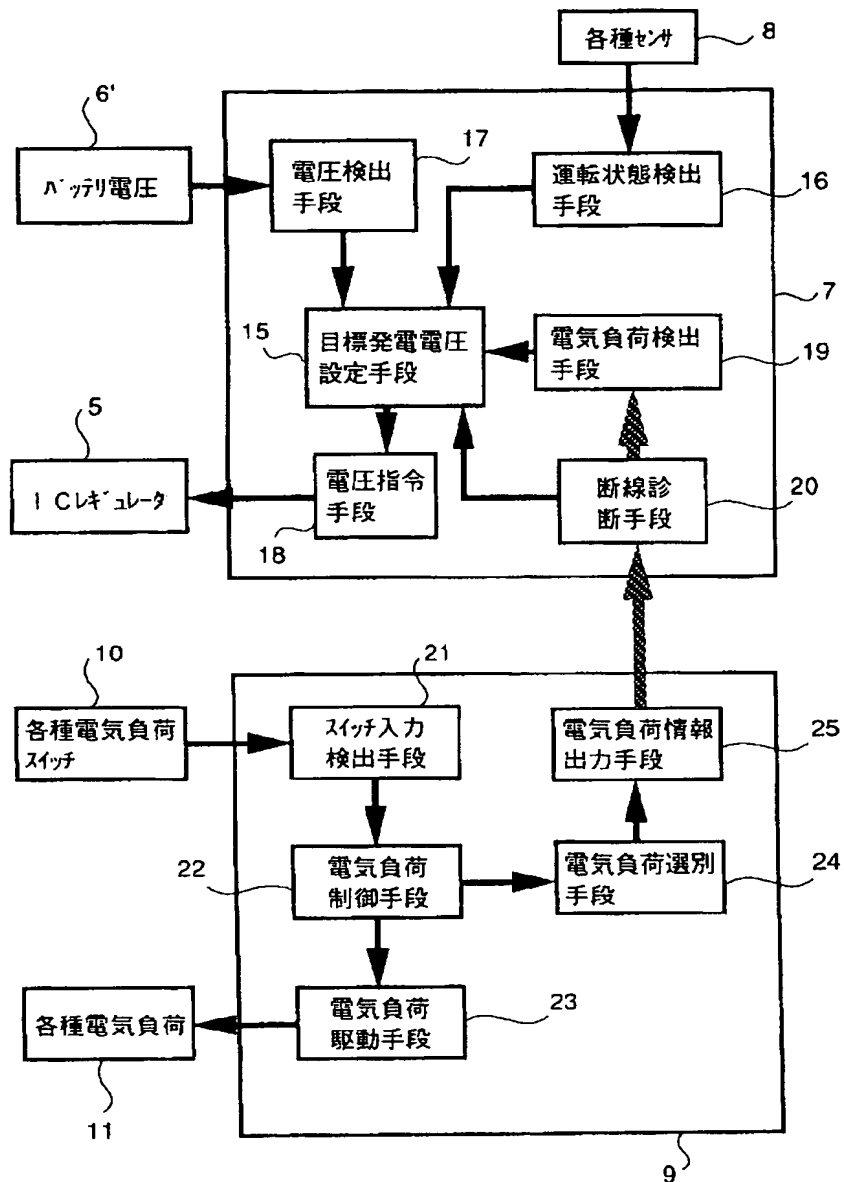 各種センサ
8
6'
バッテリ電圧
電圧検出
手段
17
運転状態検出
手段
16
7
15
目標発電電圧
設定手段
電気負荷検出
手段
19
5
ICレギュレータ
電圧指令
手段
18
断線診
断手段
20
10
各種電気負荷
スイッチ
21
スイッチ入力
検出手段
電気負荷情報
出力手段
25
22
電気負荷
制御手段
電気負荷選別
手段
24
各種電気負荷
11
電気負荷
駆動手段
23
9